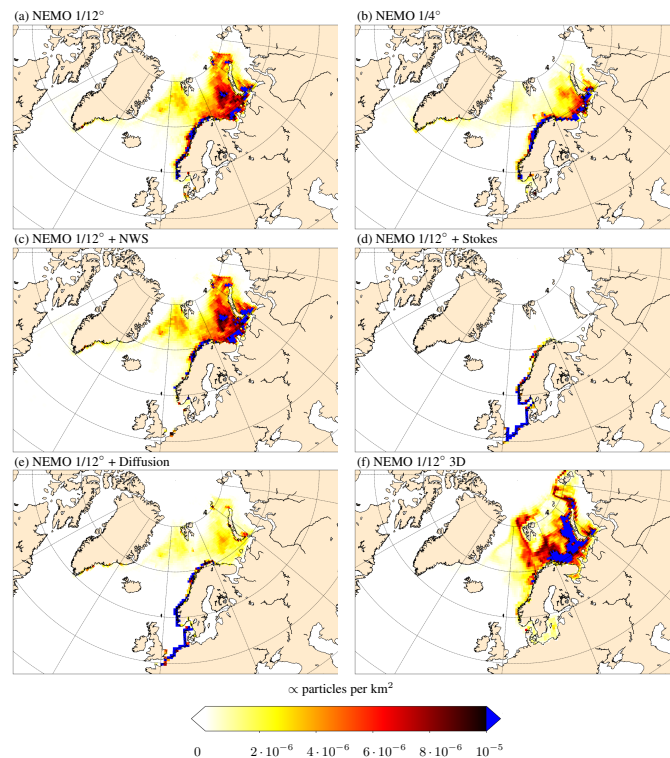 (a) NEMO 1/12° (b) NEMO 1/4°
(c) NEMO 1/12° + NWS (d) NEMO 1/12° + Stokes
(e) NEMO 1/12° + Diffusion (f) NEMO 1/12° 3D
∝ particles per km²
0 2·10⁻⁶ 4·10⁻⁶ 6·10⁻⁶ 8·10⁻⁶ 10⁻⁵